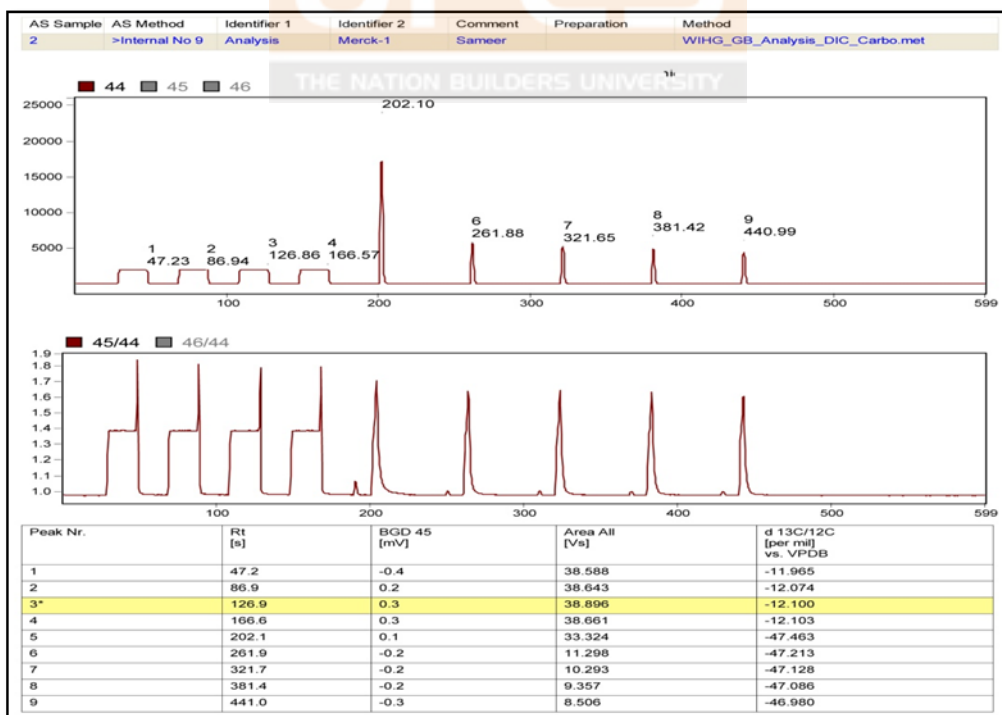 AS Sample AS Method Identifier 1 Identifier 2 Comment Preparation Method
2 >Internal No 9 Analysis Merck-1 Sameer WIHG_GB_Analysis_DIC_Carbo.met
THE NATION BUILDERS UNIVERSITY
44 45 46
25000
202.10
20000
15000
10000
5000
1
47.23
2
86.94
3
126.86
4
166.57
6
261.88
7
321.65
8
381.42
9
440.99
100 200 300 400 500 599
45/44 46/44
1.9
1.8
1.7
1.6
1.5
1.4
1.3
1.2
1.1
1.0
100 200 300 400 500 599
Peak Nr. Rt BGD 45 Area All d 13C/12C
[s] [mV] [Vs] [per mil]
vs. VPDB
1 47.2 -0.4 38.588 -11.965
2 86.9 0.2 38.643 -12.074
3* 126.9 0.3 38.896 -12.100
4 166.6 0.3 38.661 -12.103
5 202.1 0.1 33.324 -47.463
6 261.9 -0.2 11.298 -47.213
7 321.7 -0.2 10.293 -47.128
8 381.4 -0.2 9.357 -47.086
9 441.0 -0.3 8.506 -46.980